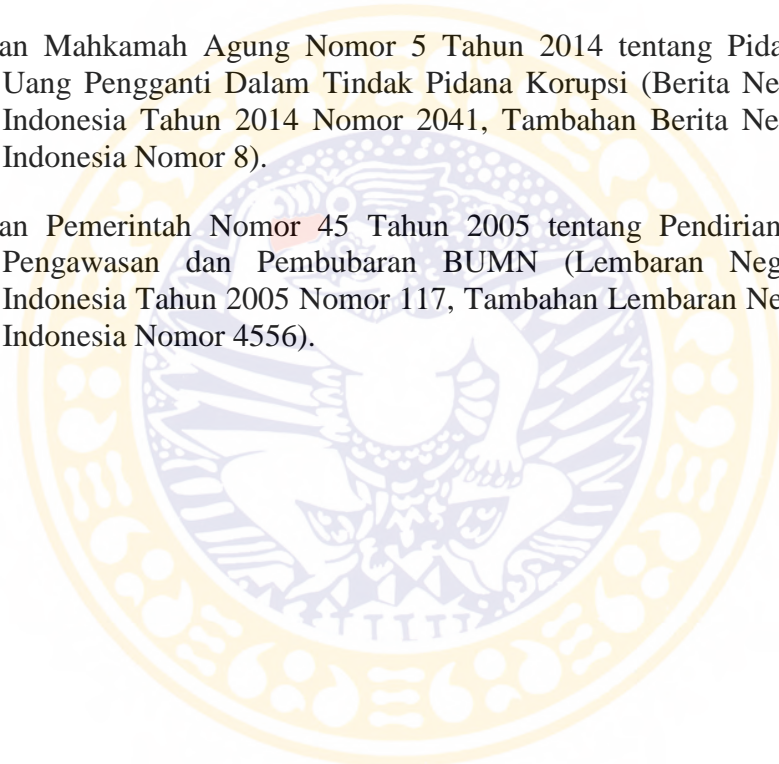 an Mahkamah Agung Nomor 5 Tahun 2014 tentang Pida
Uang Pengganti Dalam Tindak Pidana Korupsi (Berita Ne
Indonesia Tahun 2014 Nomor 2041, Tambahan Berita Ne
Indonesia Nomor 8).
an Pemerintah Nomor 45 Tahun 2005 tentang Pendirian
Pengawasan dan Pembubaran BUMN (Lembaran Neg
Indonesia Tahun 2005 Nomor 117, Tambahan Lembaran Ne
Indonesia Nomor 4556).